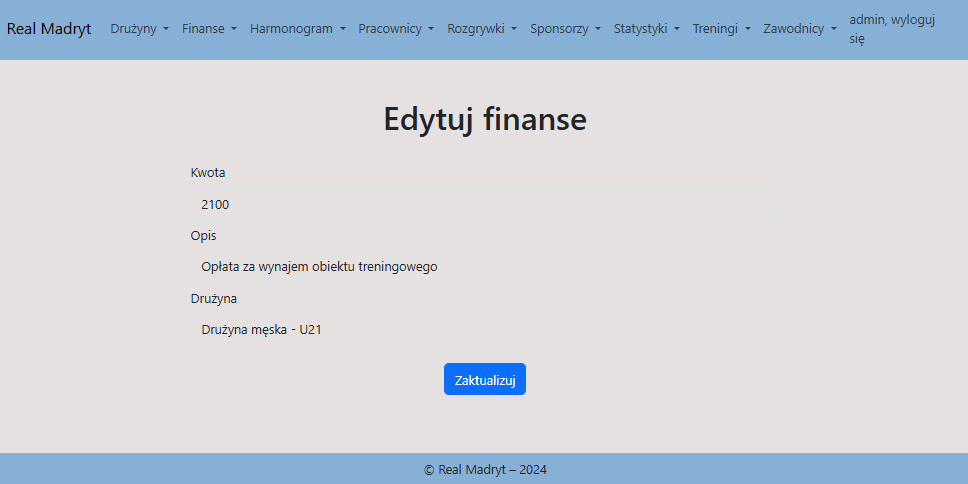 Real Madryt Drużyny Finanse Harmonogram Pracownicy Rozgrywki Sponsorzy Statystyki Treningi Zawodnicy admin, wyloguj
się
Edytuj finanse
Kwota
2100
Opis
Opłata za wynajem obiektu treningowego
Drużyna
Drużyna męska - U21
Zaktualizuj
© Real Madryt – 2024